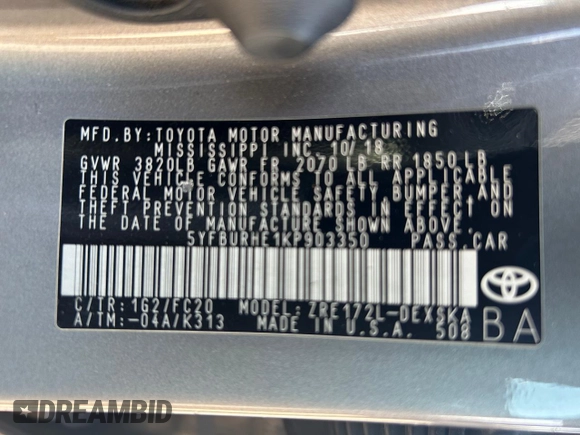 MFD. BY: TOYOTA MOTOR MANUFACTURING
MISSISSIPPI INC. 10/18
GVWR 3820LB GAWR FR 2070LB RR 1850LB
THIS VEHICLE CONFORMS TO ALL APPLICABLE
FEDERAL MOTOR VEHICLE SAFETY, BUMPER, AND
THEFT PREVENTION STANDARDS IN EFFECT ON
THE DATE OF MANUFACTURE SHOWN ABOVE.
5YFBURHE1KP903350 PASS. CAR
C/TR: 1G2/FC20 MODEL: ZRE172L-DEXSKA
A/TM: -04A/K313 MADE IN U.S.A. 508
BA
DREAMBID